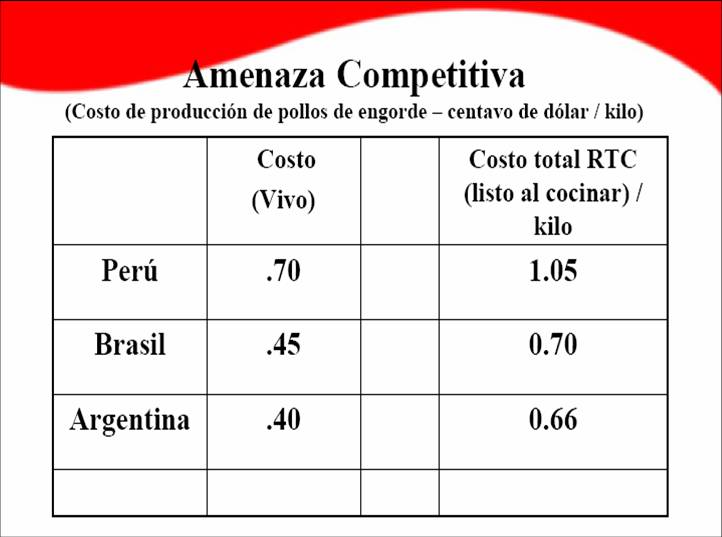 Amenaza Competitiva
(Costo de producción de pollos de engorde – centavo de dólar / kilo)
Costo
(Vivo)
Costo total RTC
(listo al cocinar) /
kilo
Perú .70 1.05
Brasil .45 0.70
Argentina .40 0.66